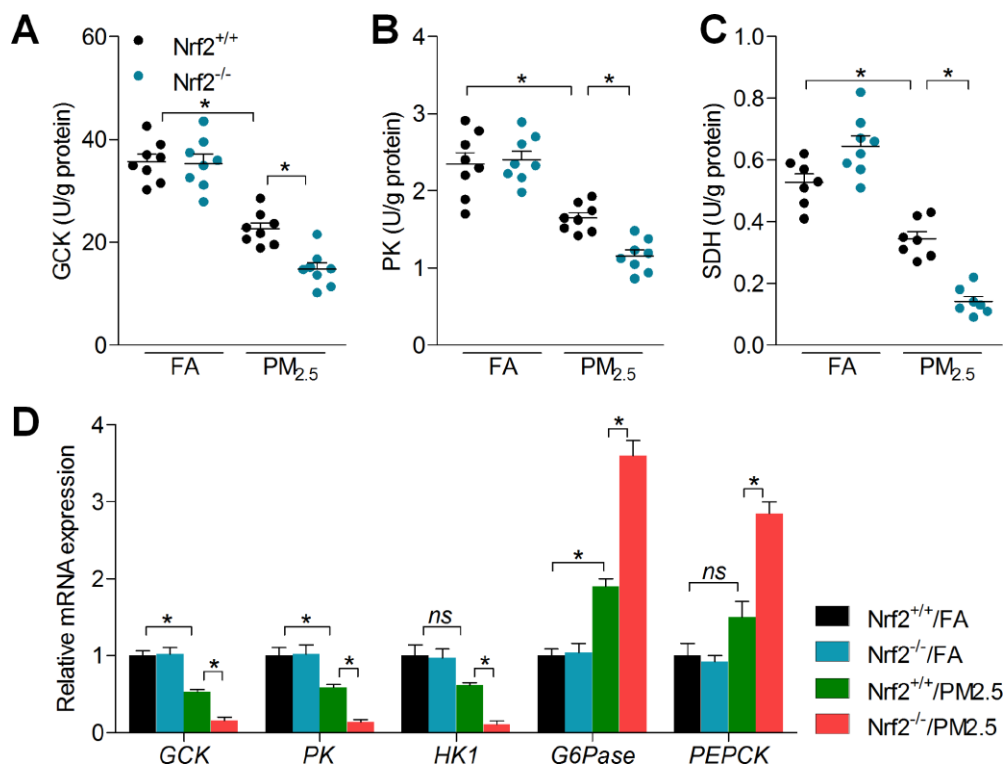 A
GCK (U/g protein)
60
40
20
0
Nrf2+/+
Nrf2-/-
*
*
FA
PM2.5
B
PK (U/g protein)
4
3
2
1
0
*
*
FA
PM2.5
C
SDH (U/g protein)
1.0
0.8
0.6
0.4
0.2
0.0
*
*
FA
PM2.5
D
Relative mRNA expression
4
3
2
1
0
*
*
*
*
ns
*
*
*
ns
*
GCK
PK
HK1
G6Pase
PEPCK
Nrf2+/+/FA
Nrf2-/-/FA
Nrf2+/+/PM2.5
Nrf2-/-/PM2.5